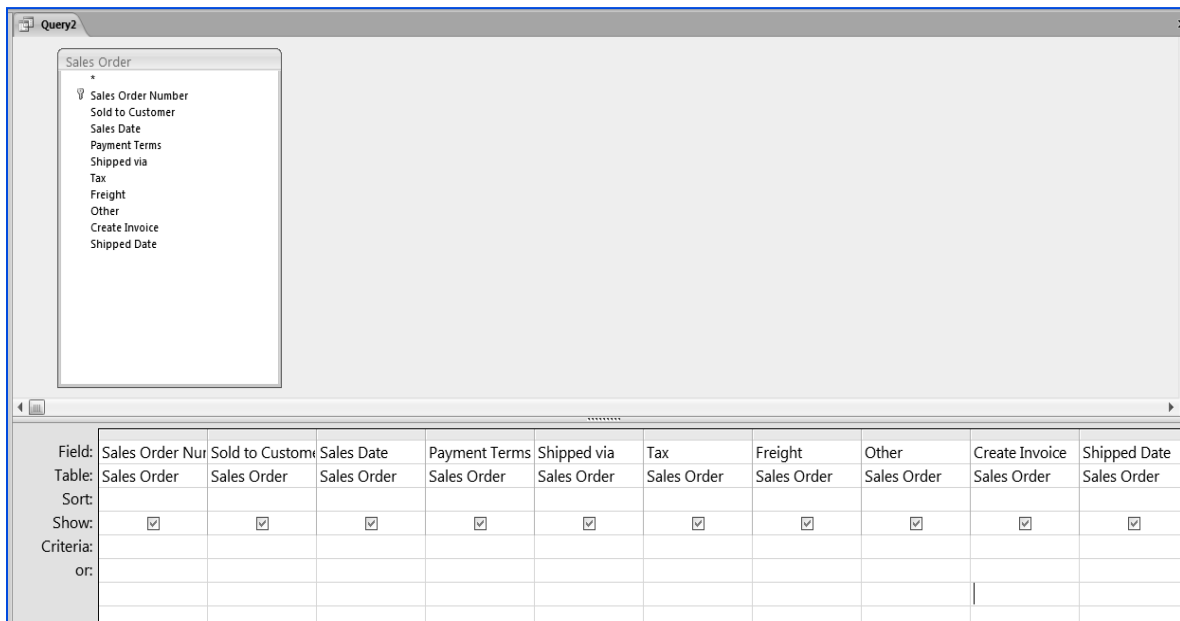 Query2
Sales Order
*
Sales Order Number
Sold to Customer
Sales Date
Payment Terms
Shipped via
Tax
Freight
Other
Create Invoice
Shipped Date
Field: Sales Order Nur Sold to Custome Sales Date Payment Terms Shipped via Tax Freight Other Create Invoice Shipped Date
Table: Sales Order Sales Order Sales Order Sales Order Sales Order Sales Order Sales Order Sales Order Sales Order Sales Order
Sort:
Show:
Criteria:
or: